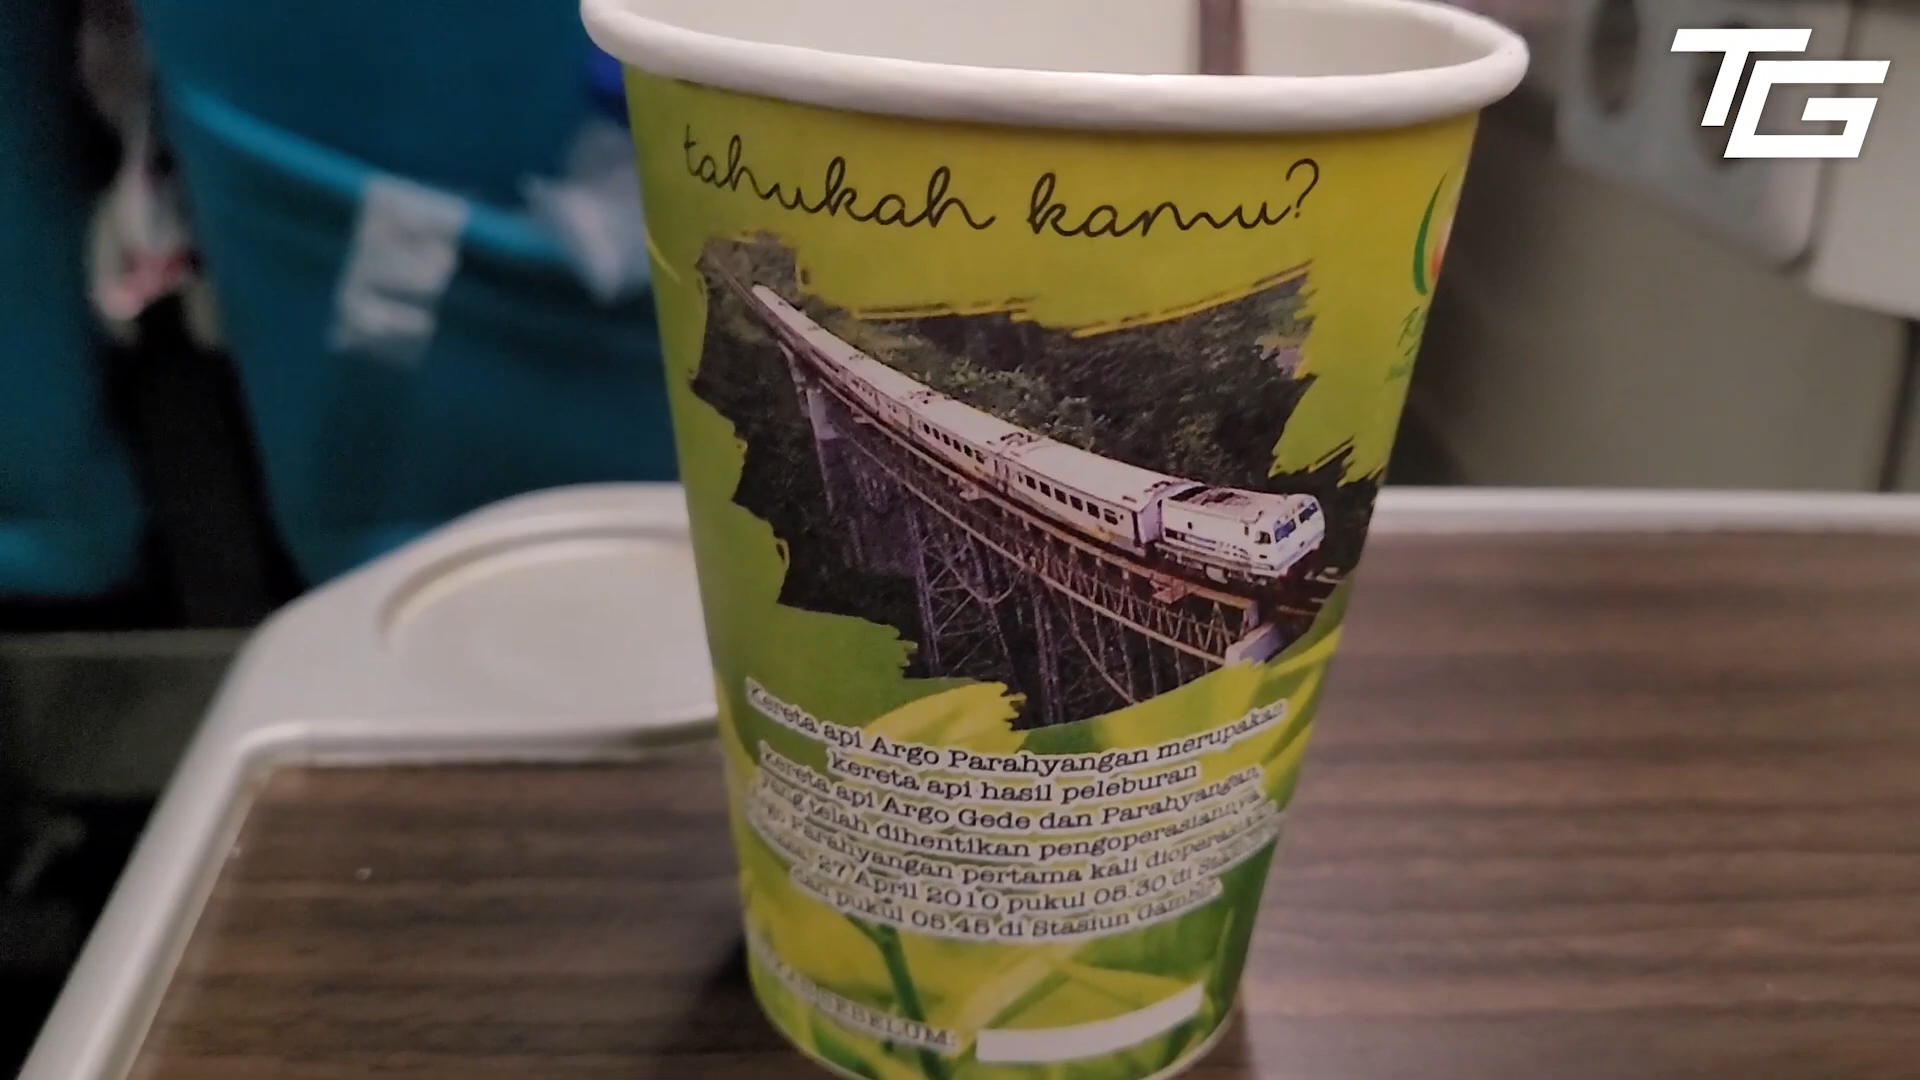 TG
tahukah kamu?
Kereta api Argo Parahyangan merupakan
kereta api hasil peleburan
kereta api Argo Gede dan Parahyangan
yang telah dihentikan pengoperasiannya
Parahyangan pertama kali dioperasikan
27 April 2010 pukul 05.30 di
dan pukul 05.45 di Stasiun Gambir
SEBELUM: